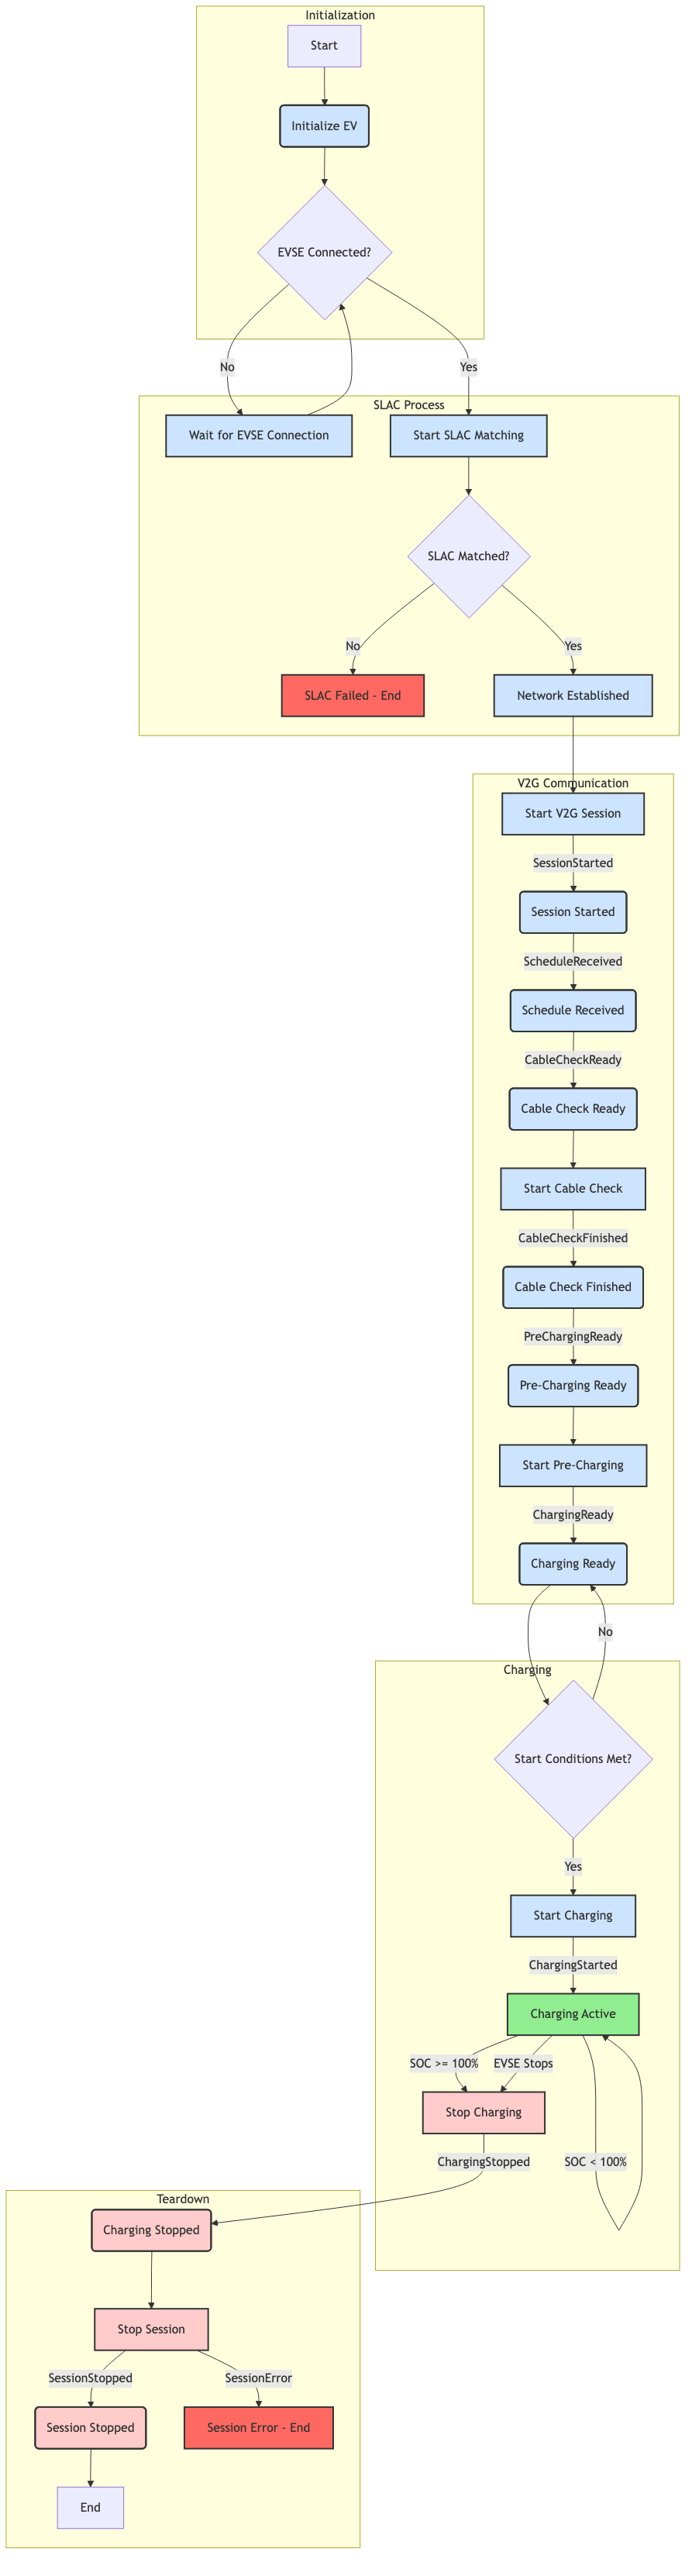 Initialization
Start
Initialize EV
EVSE Connected?
No
Yes
SLAC Process
Wait for EVSE Connection
Start SLAC Matching
SLAC Matched?
No
Yes
SLAC Failed - End
Network Established
V2G Communication
Start V2G Session
SessionStarted
Session Started
ScheduleReceived
Schedule Received
CableCheckReady
Cable Check Ready
Start Cable Check
CableCheckFinished
Cable Check Finished
PreChargingReady
Pre-Charging Ready
Start Pre-Charging
ChargingReady
Charging Ready
No
Charging
Start Conditions Met?
Yes
Start Charging
ChargingStarted
Charging Active
SOC >= 100%
EVSE Stops
Stop Charging
ChargingStopped
SOC < 100%
Teardown
Charging Stopped
Stop Session
SessionStopped
SessionError
Session Stopped
Session Error - End
End